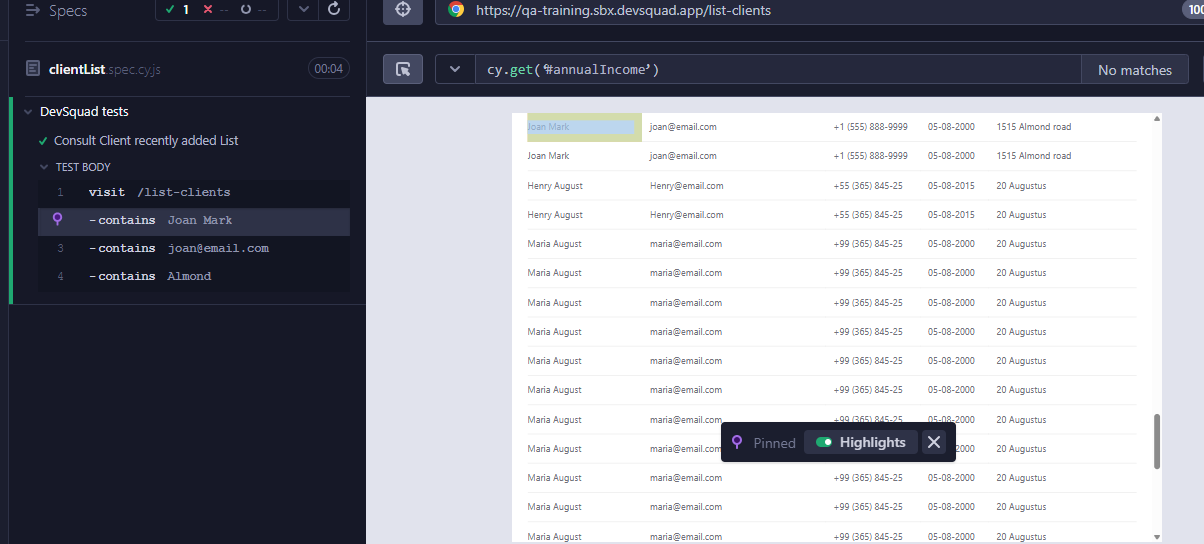 Specs
1 -- --
https://qa-training.sbx.devsquad.app/list-clients
100
clientList.spec.cy.js
00:04
cy.get('#annualIncome')
No matches
DevSquad tests
Consult Client recently added List
TEST BODY
1 visit /list-clients
-contains Joan Mark
3 -contains joan@email.com
4 -contains Almond
Joan Mark joan@email.com +1 (555) 888-9999 05-08-2000 1515 Almond road
Joan Mark joan@email.com +1 (555) 888-9999 05-08-2000 1515 Almond road
Henry August Henry@email.com +55 (365) 845-25 05-08-2015 20 Augustus
Henry August Henry@email.com +55 (365) 845-25 05-08-2015 20 Augustus
Maria August maria@email.com +99 (365) 845-25 05-08-2000 20 Augustus
Maria August maria@email.com +99 (365) 845-25 05-08-2000 20 Augustus
Maria August maria@email.com +99 (365) 845-25 05-08-2000 20 Augustus
Maria August maria@email.com +99 (365) 845-25 05-08-2000 20 Augustus
Maria August maria@email.com +99 (365) 845-25 05-08-2000 20 Augustus
Maria August maria@email.com +99 (365) 845-25 05-08-2000 20 Augustus
Maria August maria@email.com +99 (365) 845-25 05-08-2000 20 Augustus
Maria August maria@email.com 20 Augustus
Pinned Highlights
Maria August maria@email.com +99 (365) 845-25 05-08-2000 20 Augustus
Maria August maria@email.com +99 (365) 845-25 05-08-2000 20 Augustus
Maria August maria@email.com +99 (365) 845-25 05-08-2000 20 Augustus